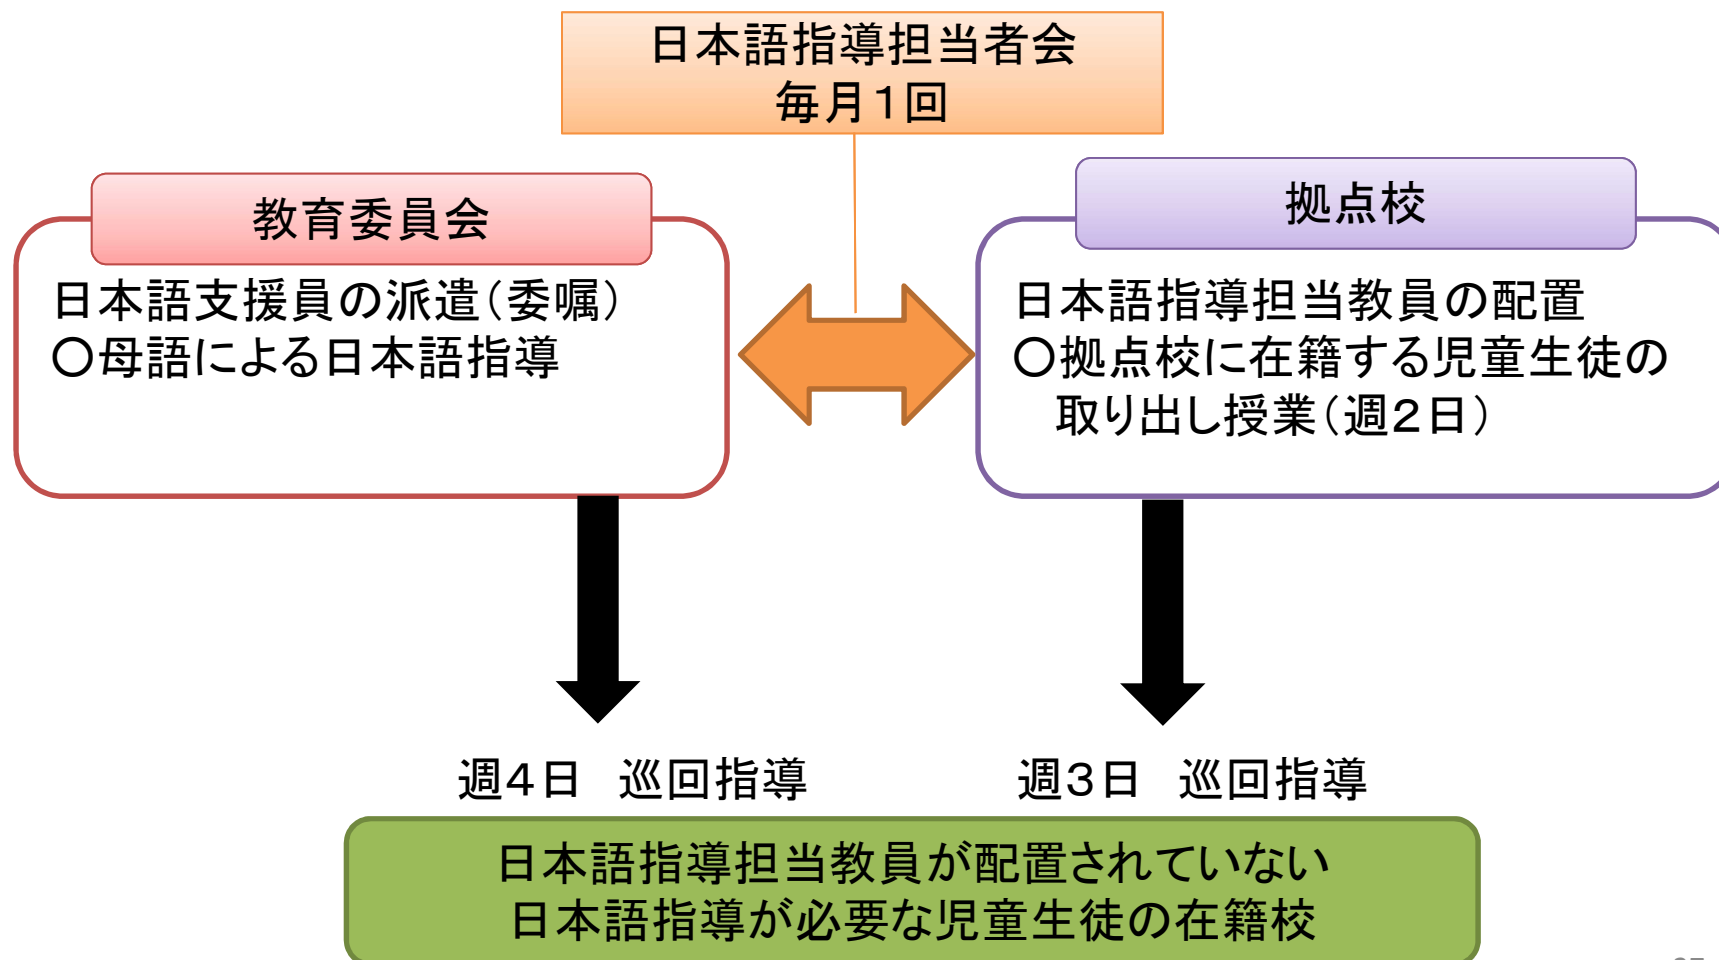 日本語指導担当者会
毎月1回
教育委員会
拠点校
日本語支援員の派遣(委嘱)
〇母語による日本語指導
日本語指導担当教員の配置
〇拠点校に在籍する児童生徒の
取り出し授業(週2日)
週4日 巡回指導
週3日 巡回指導
日本語指導担当教員が配置されていない
日本語指導が必要な児童生徒の在籍校